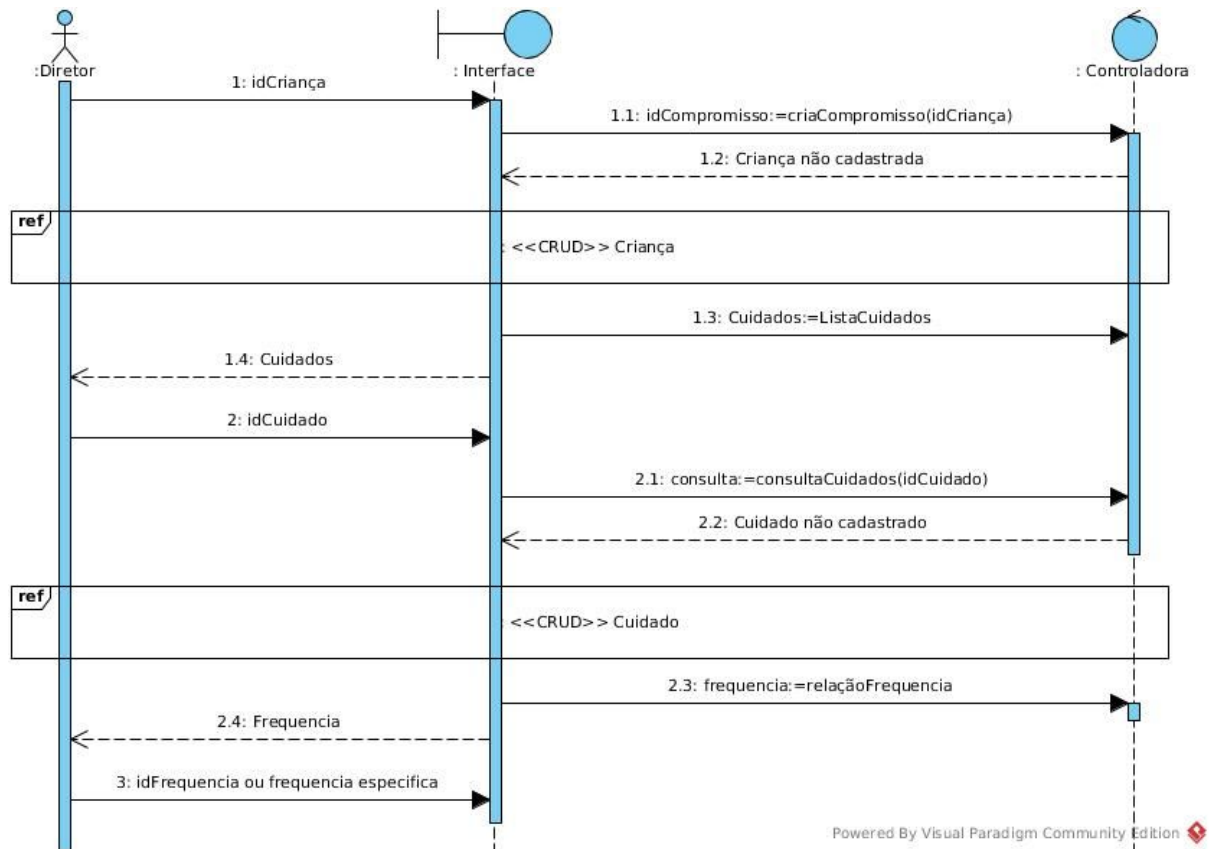 :Diretor
: Interface
: Controladora
1: idCriança
1.1: idCompromisso:=criaCompromisso(idCriança)
1.2: Criança não cadastrada
ref
: <<CRUD>> Criança
1.3: Cuidados:=ListaCuidados
1.4: Cuidados
2: idCuidado
2.1: consulta:=consultaCuidados(idCuidado)
2.2: Cuidado não cadastrado
ref
: <<CRUD>> Cuidado
2.3: frequencia:=relaçãoFrequencia
2.4: Frequencia
3: idFrequencia ou frequencia especifica
Powered By Visual Paradigm Community Edition